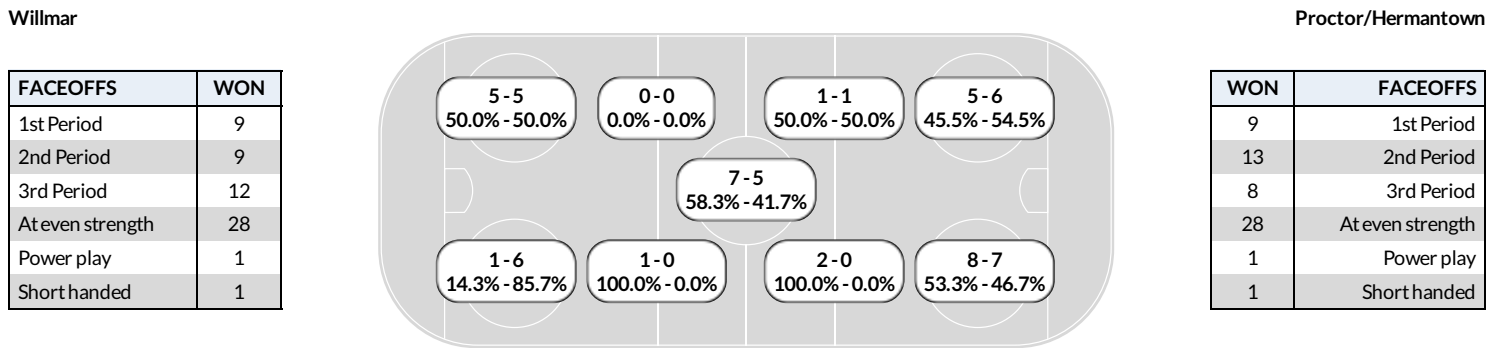 Willmar
Proctor/Hermantown
FACEOFFS WON
1st Period 9
2nd Period 9
3rd Period 12
At even strength 28
Power play 1
Short handed 1
5 - 5
50.0% - 50.0%
0 - 0
0.0% - 0.0%
1 - 1
50.0% - 50.0%
5 - 6
45.5% - 54.5%
7 - 5
58.3% - 41.7%
1 - 6
14.3% - 85.7%
1 - 0
100.0% - 0.0%
2 - 0
100.0% - 0.0%
8 - 7
53.3% - 46.7%
WON FACEOFFS
9 1st Period
13 2nd Period
8 3rd Period
28 At even strength
1 Power play
1 Short handed